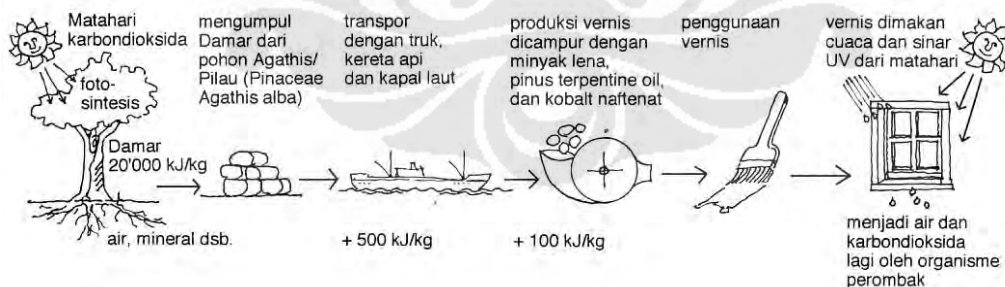 Matahari
karbondioksida
foto-
sintesis
Damar
20'000 kJ/kg
air, mineral dsb.
mengumpul
Damar dari
pohon Agathis/
Pilau (Pinaceae
Agathis alba)
transpor
dengan truk,
kereta api
dan kapal laut
+ 500 kJ/kg
produksi vernis
dicampur dengan
minyak lena,
pinus terpentine oil,
dan kobalt naftenat
+ 100 kJ/kg
penggunaan
vernis
vernis dimakan
cuaca dan sinar
UV dari matahari
menjadi air dan
karbondioksida
lagi oleh organisme
perombak